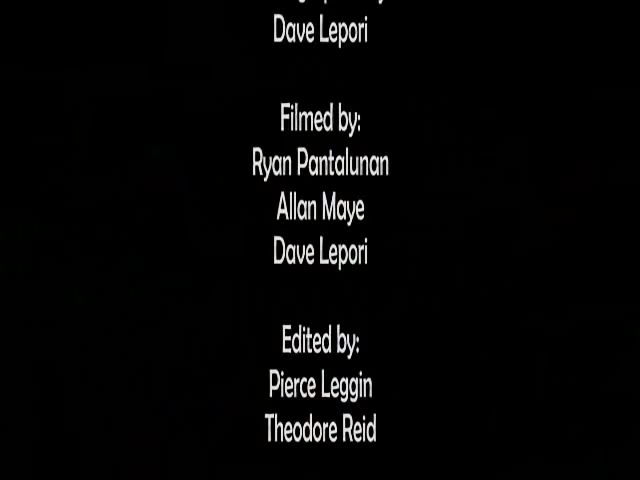 Dave Lepori
Filmed by:
Ryan Pantalunan
Allan Maye
Dave Lepori
Edited by:
Pierce Leggin
Theodore Reid